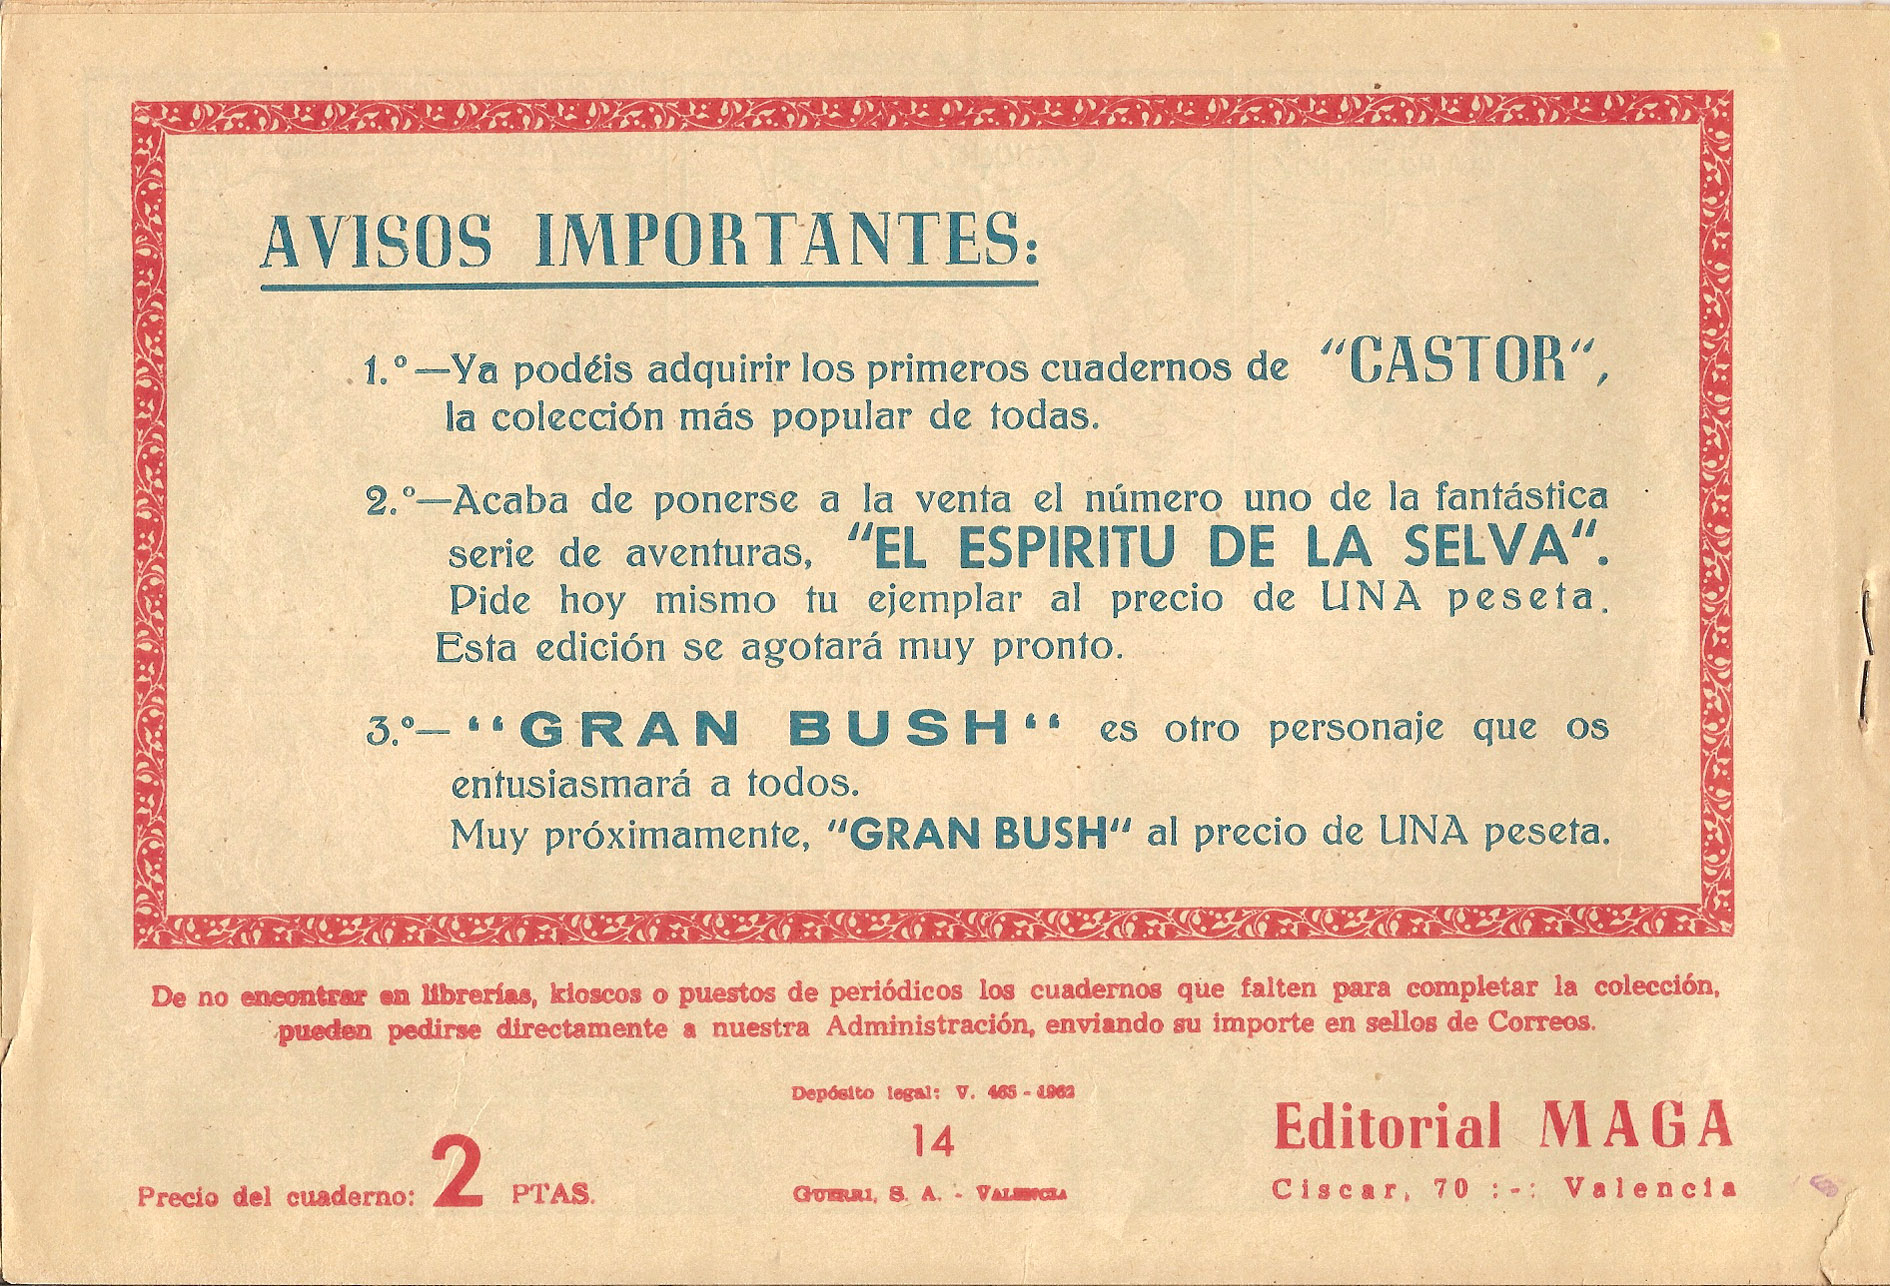 AVISOS IMPORTANTES:
1.º—Ya podéis adquirir los primeros cuadernos de "CASTOR",
la colección más popular de todas.
2.º—Acaba de ponerse a la venta el número uno de la fantástica
serie de aventuras, "EL ESPIRITU DE LA SELVA".
Pide hoy mismo tu ejemplar al precio de UNA peseta.
Esta edición se agotará muy pronto.
3.º— "GRAN BUSH" es otro personaje que os
entusiasmará a todos.
Muy próximamente, "GRAN BUSH" al precio de UNA peseta.
De no encontrar en librerías, kioscos o puestos de periódicos los cuadernos que falten para completar la colección,
pueden pedirse directamente a nuestra Administración, enviando su importe en sellos de Correos.
Precio del cuaderno: 2 PTAS.
Depósito legal: V. 465 - 1962
14
GUERRI, S. A. - VALENCIA
Editorial MAGA
Ciscar, 70 :-: Valencia